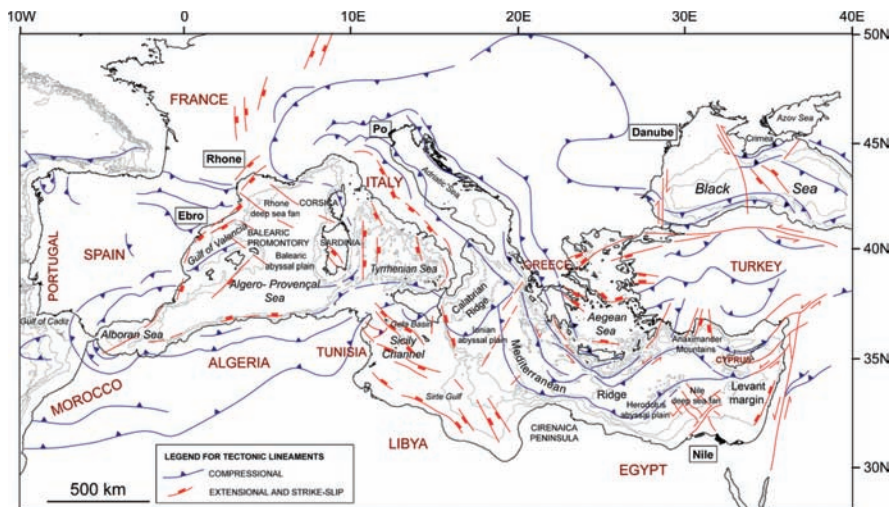 10W
0
10E
20E
30E
40E
50N
45N
40N
35N
30N
FRANCE
Rhone
Po
Danube
Azov Sea
Crimea
Black Sea
ITALY
Adriatic Sea
Ebro
Rhone
deep sea fan
CORSICA
Gulf of Valencia
BALEARIC
PROMONTORY
SARDINIA
Balearic
abyssal plain
Tyrrhenian Sea
SPAIN
PORTUGAL
Algero- Provençal
Sea
GREECE
TURKEY
Calabrian
Ridge
Aegean
Sea
Gulf of Cadiz
Alboran Sea
Gela Basin
Sicily
Channel
Ionian
abyssal plain
Anaximander
Mountains
CYPRUS
ALGERIA
TUNISIA
MOROCCO
Mediterranean
Ridge
Herodotus
abyssal plain
Nile
deep sea fan
Levant
margin
Sirte Gulf
CIRENAICA
PENINSULA
LIBYA
EGYPT
Nile
LEGEND FOR TECTONIC LINEAMENTS
COMPRESSIONAL
EXTENSIONAL AND STRIKE-SLIP
500 km